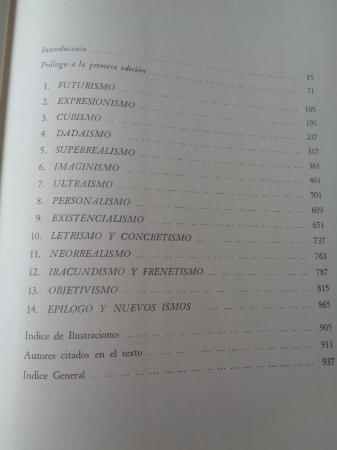 Introducción ... ... ... ... ... ... ... ... ...
Prólogo a la primera edición ... ... ... ... ... 15
1. FUTURISMO ... ... ... ... ... ... ... 71
2. EXPRESIONISMO ... ... ... ... ... ... 105
3. CUBISMO ... ... ... ... ... ... ... 195
4. DADAISMO ... ... ... ... ... ... ... 237
5. SUPERREALISMO ... ... ... ... ... ... 317
6. IMAGINISMO ... ... ... ... ... ... ... 361
7. ULTRAISMO ... ... ... ... ... ... ... 461
8. PERSONALISMO ... ... ... ... ... ... 501
9. EXISTENCIALISMO ... ... ... ... ... ... 609
10. LETRISMO Y CONCRETISMO ... ... ... ... 651
11. NEORREALISMO ... ... ... ... ... ... 737
12. IRACUNDISMO Y FRENETISMO ... ... ... ... 763
13. OBJETIVISMO ... ... ... ... ... ... ... 787
14. EPILOGO Y NUEVOS ISMOS ... ... ... ... 815
865
Indice de Ilustraciones ... ... ... ... ... ... ... 905
Autores citados en el texto ... ... ... ... ... ... 911
Indice General ... ... ... ... ... ... ... ... 937